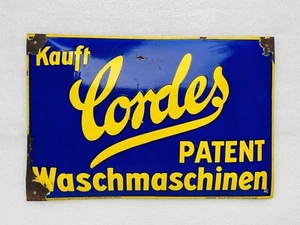 Kauft
Cordes
PATENT
Waschmaschinen